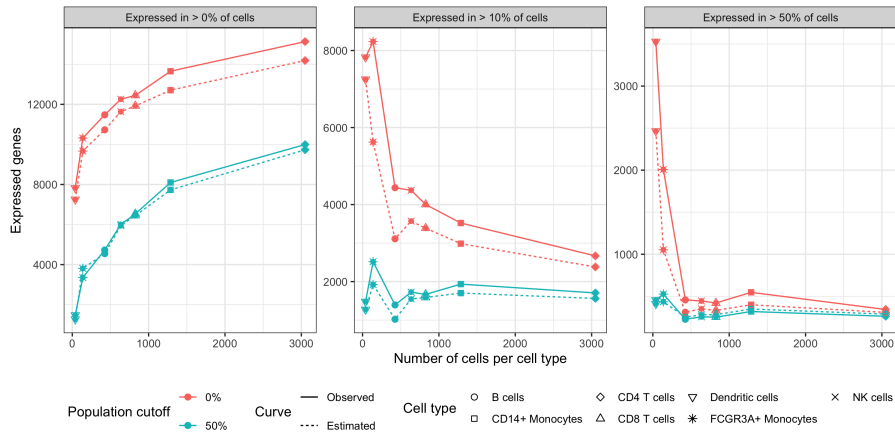 Expressed in > 0% of cells
Expressed in > 10% of cells
Expressed in > 50% of cells
Expressed genes
12000
8000
4000
0
1000
2000
3000
8000
6000
4000
2000
0
1000
2000
3000
3000
2000
1000
0
1000
2000
3000
Number of cells per cell type
Population cutoff
0%
50%
Curve
Observed
Estimated
Cell type
B cells
CD14+ Monocytes
CD4 T cells
CD8 T cells
Dendritic cells
FCGR3A+ Monocytes
NK cells